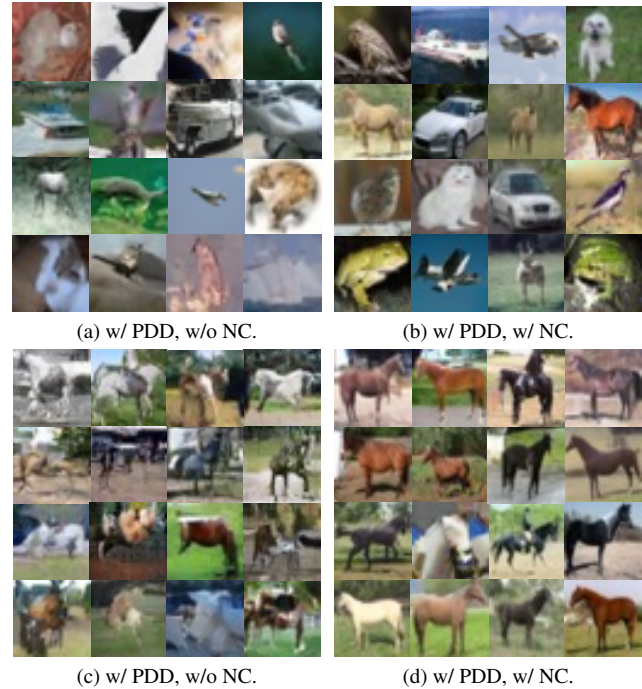 (a) w/ PDD, w/o NC.
(b) w/ PDD, w/ NC.
(c) w/ PDD, w/o NC.
(d) w/ PDD, w/ NC.